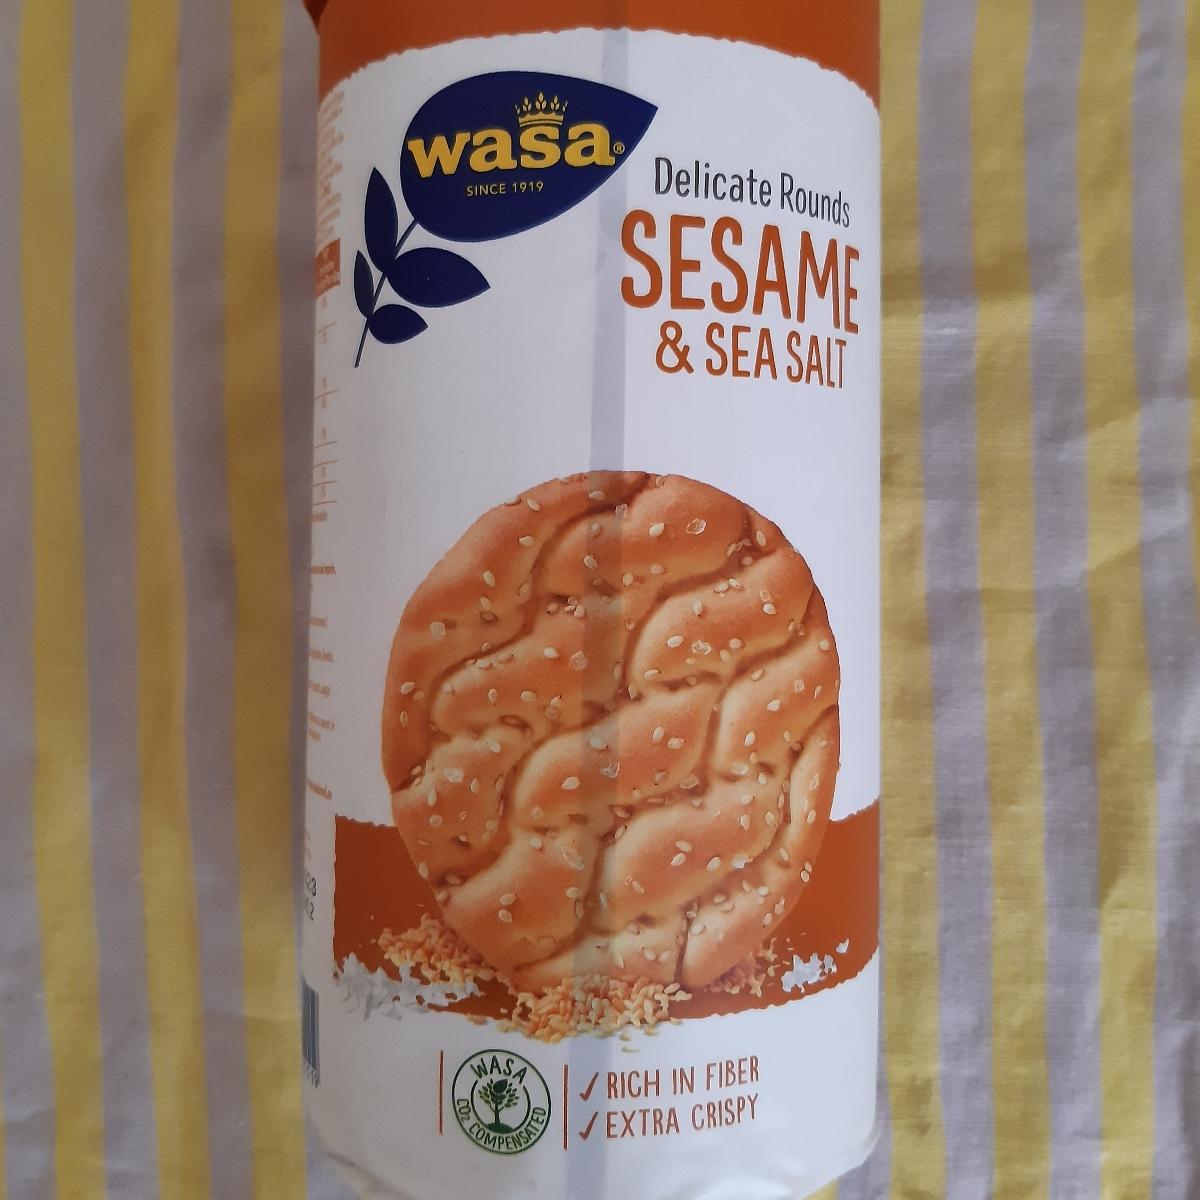 wasa®
SINCE 1919
Delicate Rounds
SESAME
& SEA SALT
WASA
CO2 COMPENSATED
✓ RICH IN FIBER
✓ EXTRA CRISPY